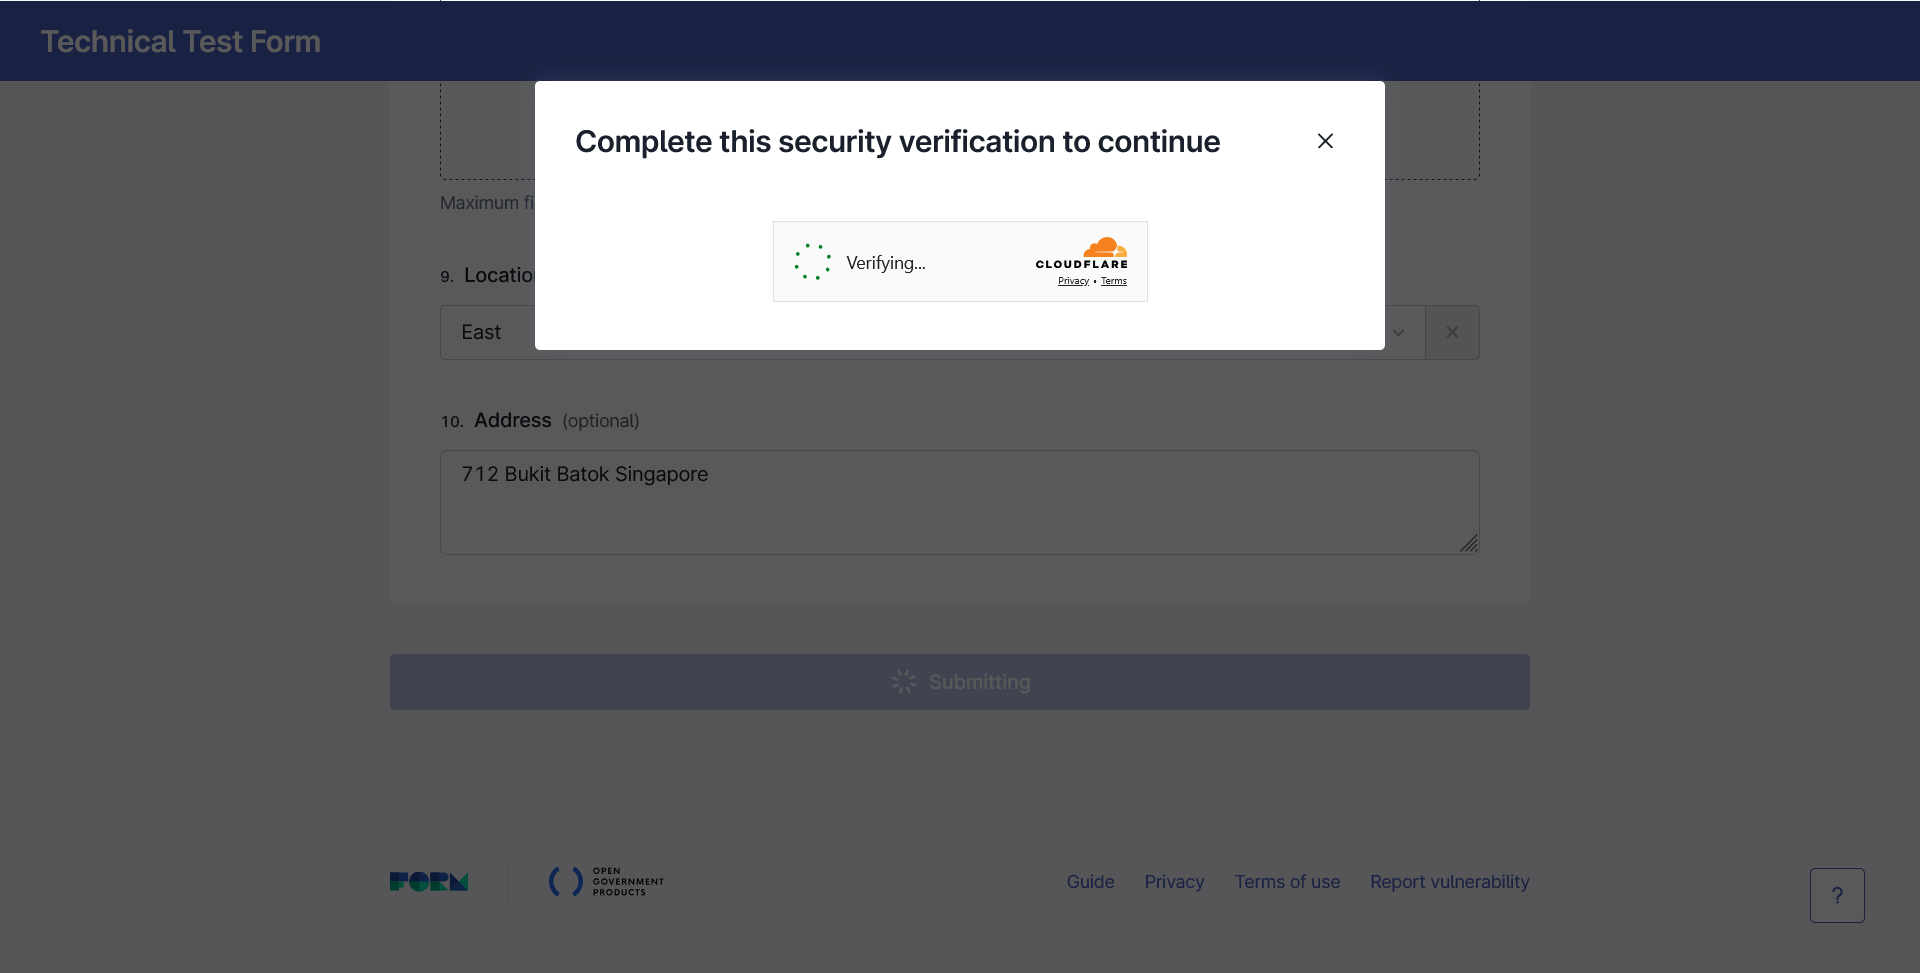 Technical Test Form
Complete this security verification to continue
Verifying...
CLOUDFLARE
Privacy • Terms
Maximum fi
9. Location
East
10. Address (optional)
712 Bukit Batok Singapore
Submitting
FORM
OPEN
GOVERNMENT
PRODUCTS
Guide Privacy Terms of use Report vulnerability
?